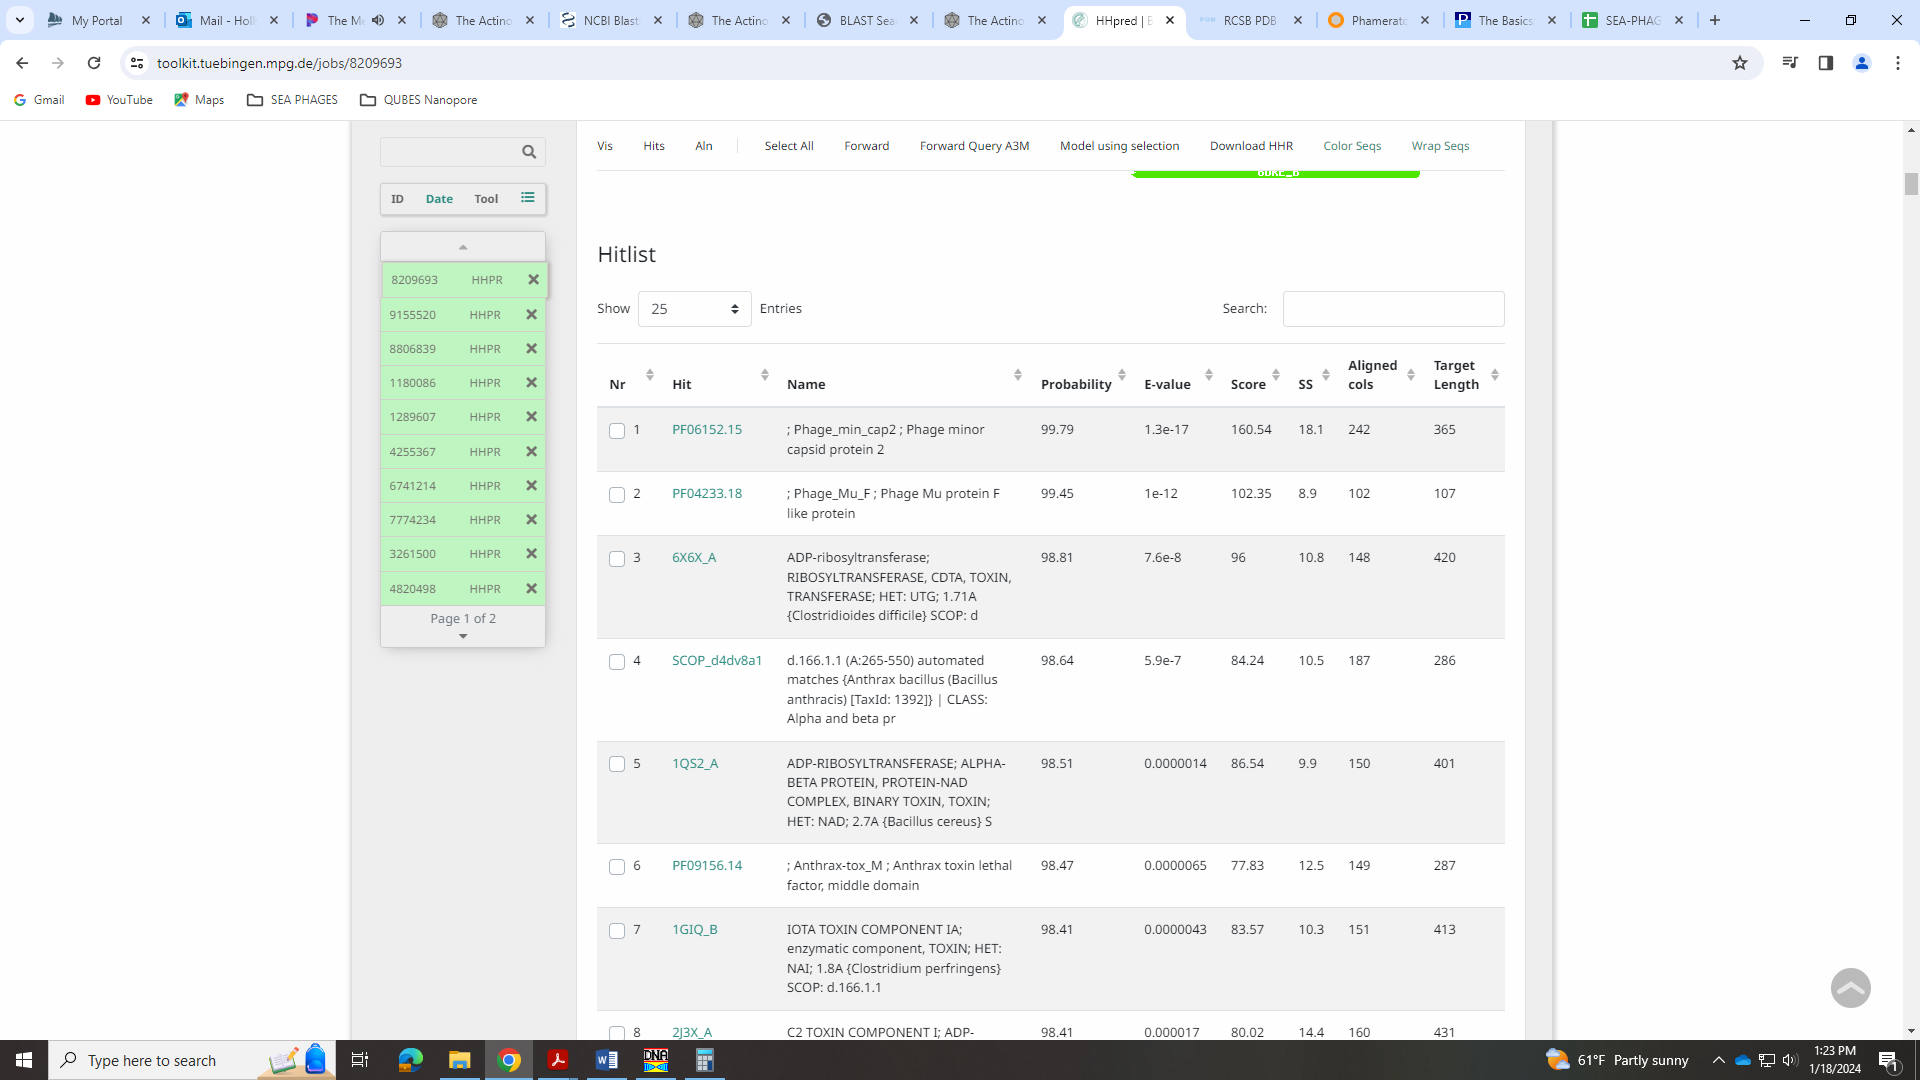 My Portal
Mail - Holl
The Me
The Actino
NCBI Blast
The Actino
BLAST Sea
The Actino
HHpred | B
RCSB PDB
Phamerato
The Basics
SEA-PHAG
toolkit.tuebingen.mpg.de/jobs/8209693
Gmail
YouTube
Maps
SEA PHAGES
QUBES Nanopore
Vis Hits Aln Select All Forward Forward Query A3M Model using selection Download HHR Color Seqs Wrap Seqs
ID Date Tool
8209693 HHPR
9155520 HHPR
8806839 HHPR
1180086 HHPR
1289607 HHPR
4255367 HHPR
6741214 HHPR
7774234 HHPR
3261500 HHPR
4820498 HHPR
Page 1 of 2
Hitlist
Show 25 Entries
Search:
Nr Hit Name Probability E-value Score SS Aligned cols Target Length
1 PF06152.15 ; Phage_min_cap2 ; Phage minor 99.79 1.3e-17 160.54 18.1 242 365
capsid protein 2
2 PF04233.18 ; Phage_Mu_F ; Phage Mu protein F 99.45 1e-12 102.35 8.9 102 107
like protein
3 6X6X_A ADP-ribosyltransferase; 98.81 7.6e-8 96 10.8 148 420
RIBOSYLTRANSFERASE, CDTA, TOXIN,
TRANSFERASE; HET: UTG; 1.71A
{Clostridioides difficile} SCOP: d
4 SCOP_d4dv8a1 d.166.1.1 (A:265-550) automated 98.64 5.9e-7 84.24 10.5 187 286
matches {Anthrax bacillus (Bacillus
anthracis) [TaxId: 1392]} | CLASS:
Alpha and beta pr
5 1QS2_A ADP-RIBOSYLTRANSFERASE; ALPHA- 98.51 0.0000014 86.54 9.9 150 401
BETA PROTEIN, PROTEIN-NAD
COMPLEX, BINARY TOXIN, TOXIN;
HET: NAD; 2.7A {Bacillus cereus} S
6 PF09156.14 ; Anthrax-tox_M ; Anthrax toxin lethal 98.47 0.0000065 77.83 12.5 149 287
factor, middle domain
7 1GIQ_B IOTA TOXIN COMPONENT IA; 98.41 0.0000043 83.57 10.3 151 413
enzymatic component, TOXIN; HET:
NAI; 1.8A {Clostridium perfringens}
SCOP: d.166.1.1
8 2J3X_A C2 TOXIN COMPONENT I; ADP- 98.41 0.000017 80.02 14.4 160 431
Type here to search
DNA
61°F Partly sunny
1:23 PM
1/18/2024
1